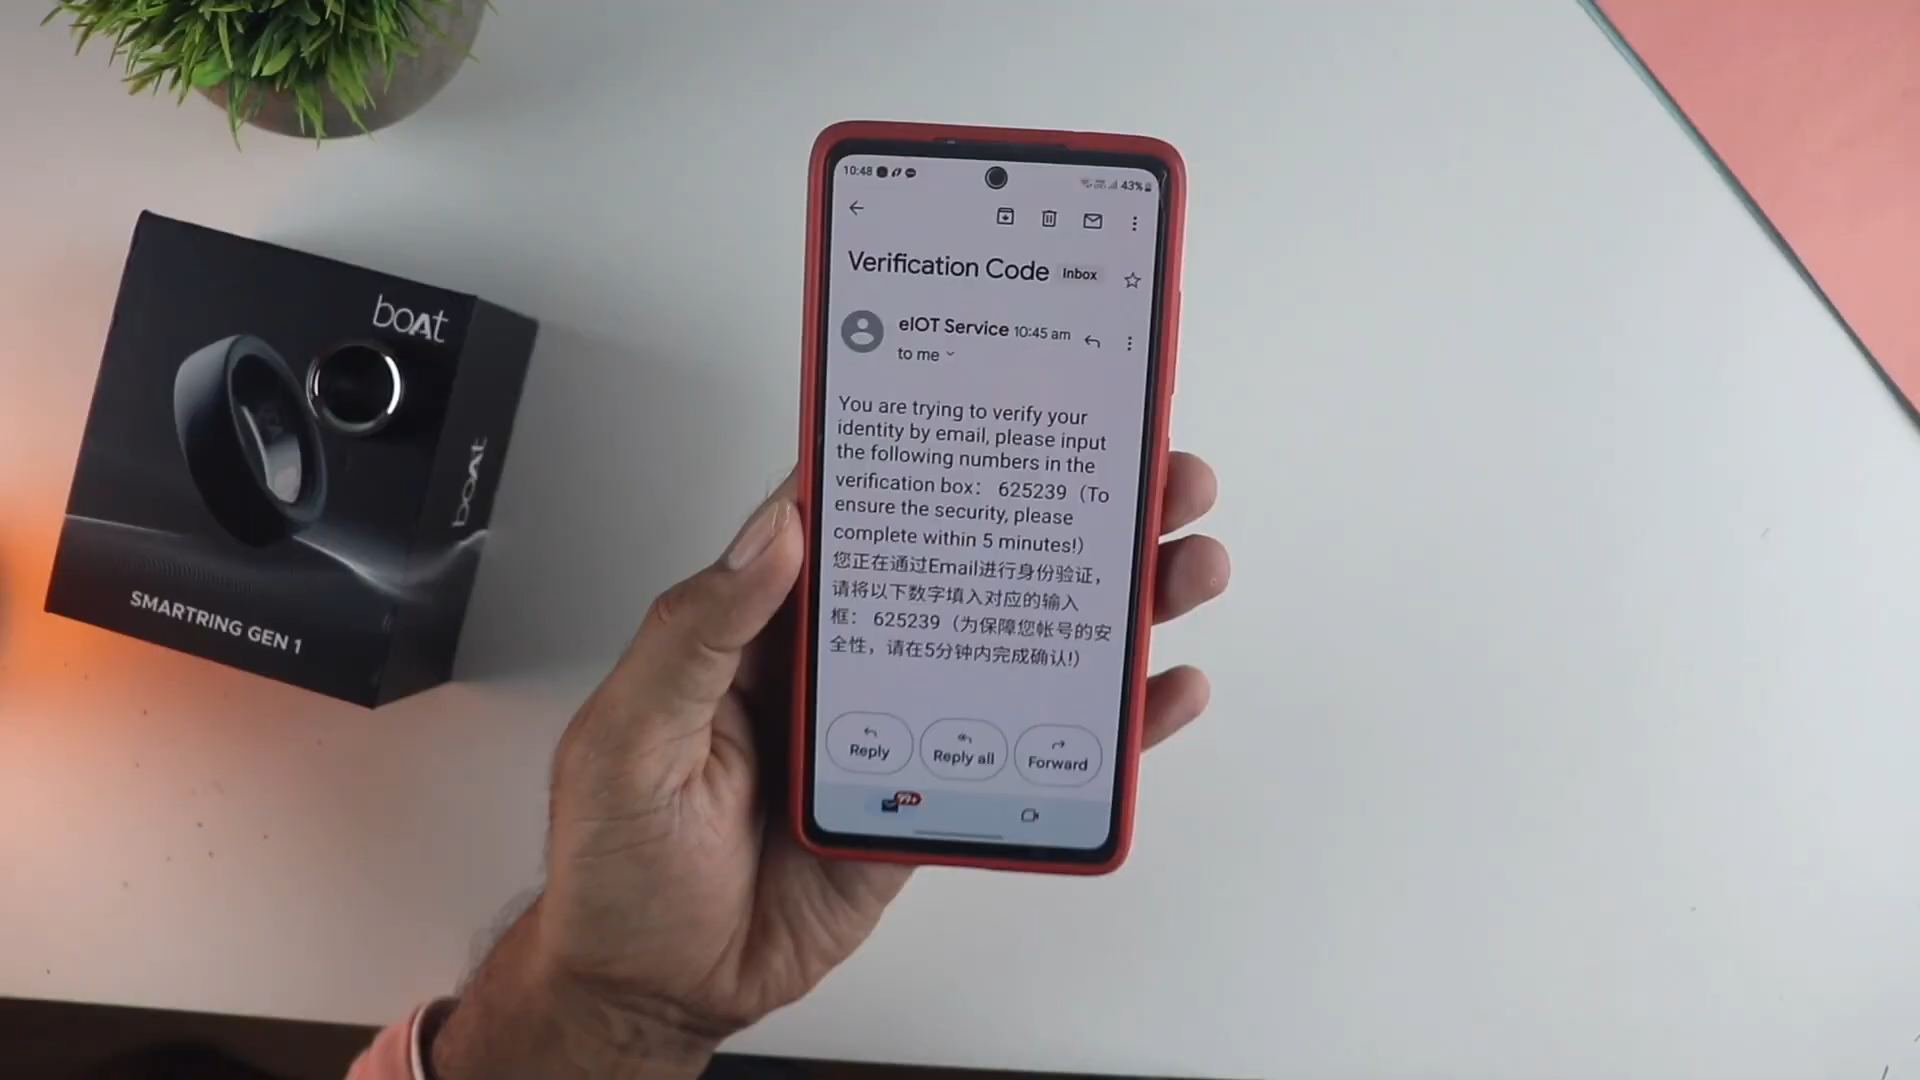 boAt
boAt
SMARTRING GEN 1
10:48
43%
Verification Code Inbox
eIOT Service 10:45 am
to me
You are trying to verify your
identity by email, please input
the following numbers in the
verification box： 625239（To
ensure the security, please
complete within 5 minutes!）
您正在通过Email进行身份验证，
请将以下数字填入对应的输入
框： 625239（为保障您帐号的安
全性，请在5分钟内完成确认!）
Reply
Reply all
Forward
99+